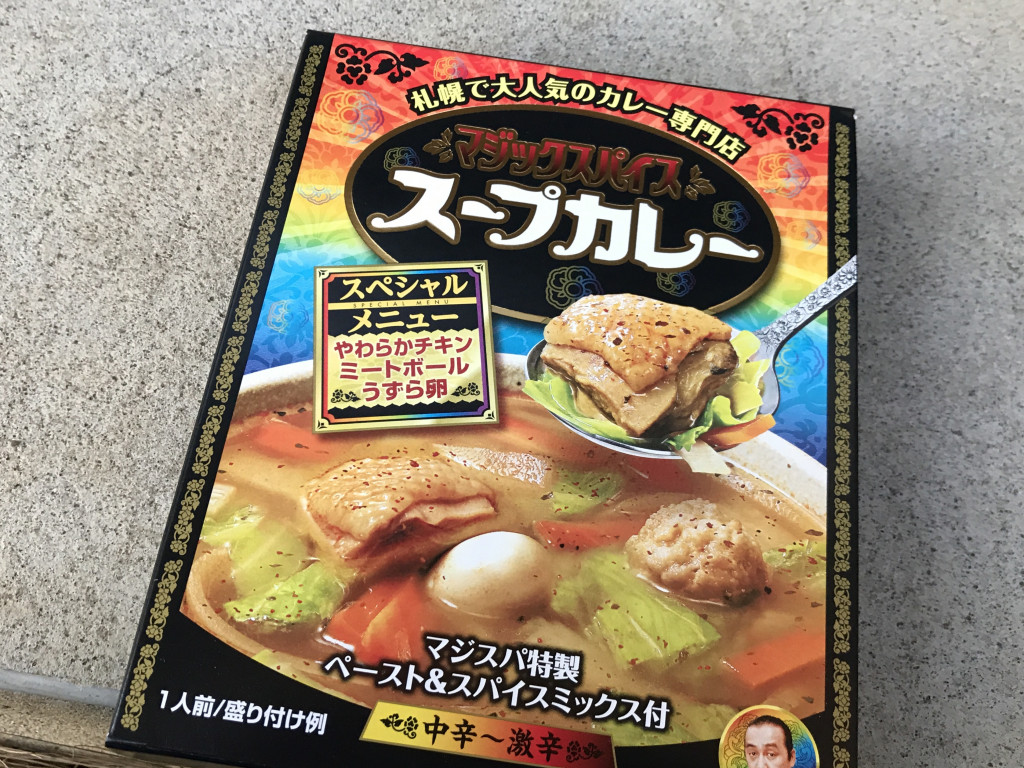 札幌で大人気のカレー専門店
マジックスパイス
スープカレー
スペシャル
SPECIAL MENU
メニュー
やわらかチキン
ミートボール
うずら卵
マジスパ特製
ペースト&スパイスミックス付
1人前/盛り付け例
中辛~激辛